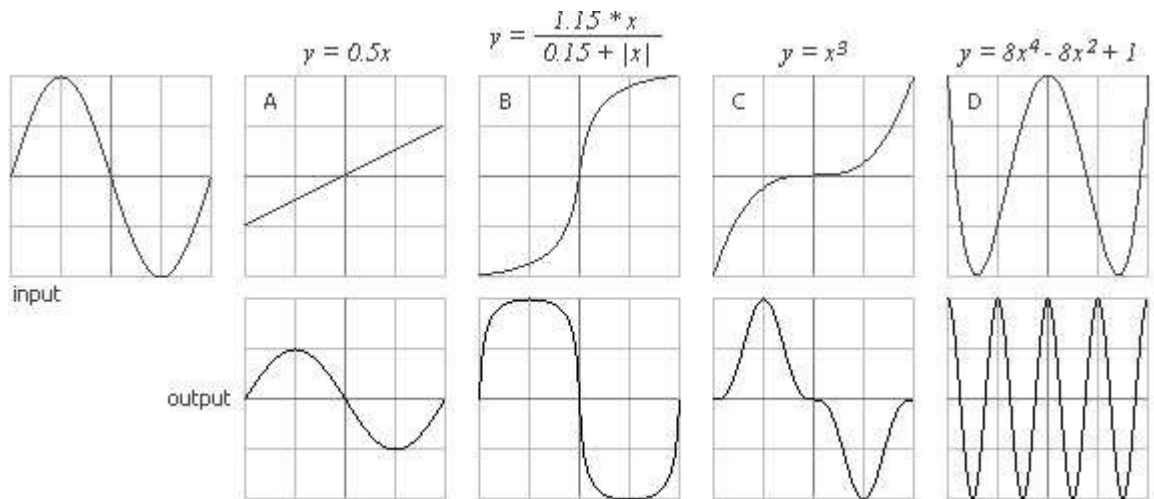 y = 0.5x
y = 1.15 * x / 0.15 + |x|
y = x³
y = 8x⁴ - 8x² + 1
A
B
C
D
input
output